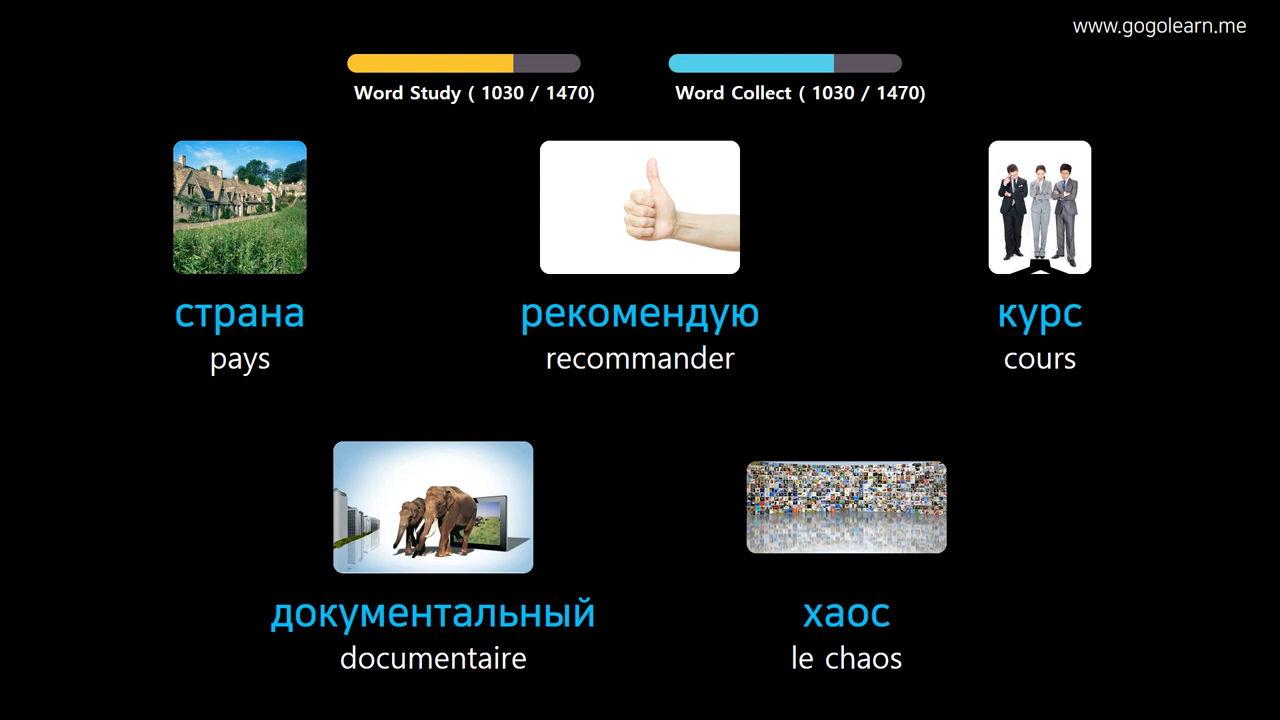 www.gogolearn.me
Word Study ( 1030 / 1470)
Word Collect ( 1030 / 1470)
страна
pays
рекомендую
recommander
курс
cours
документальный
documentaire
хаос
le chaos